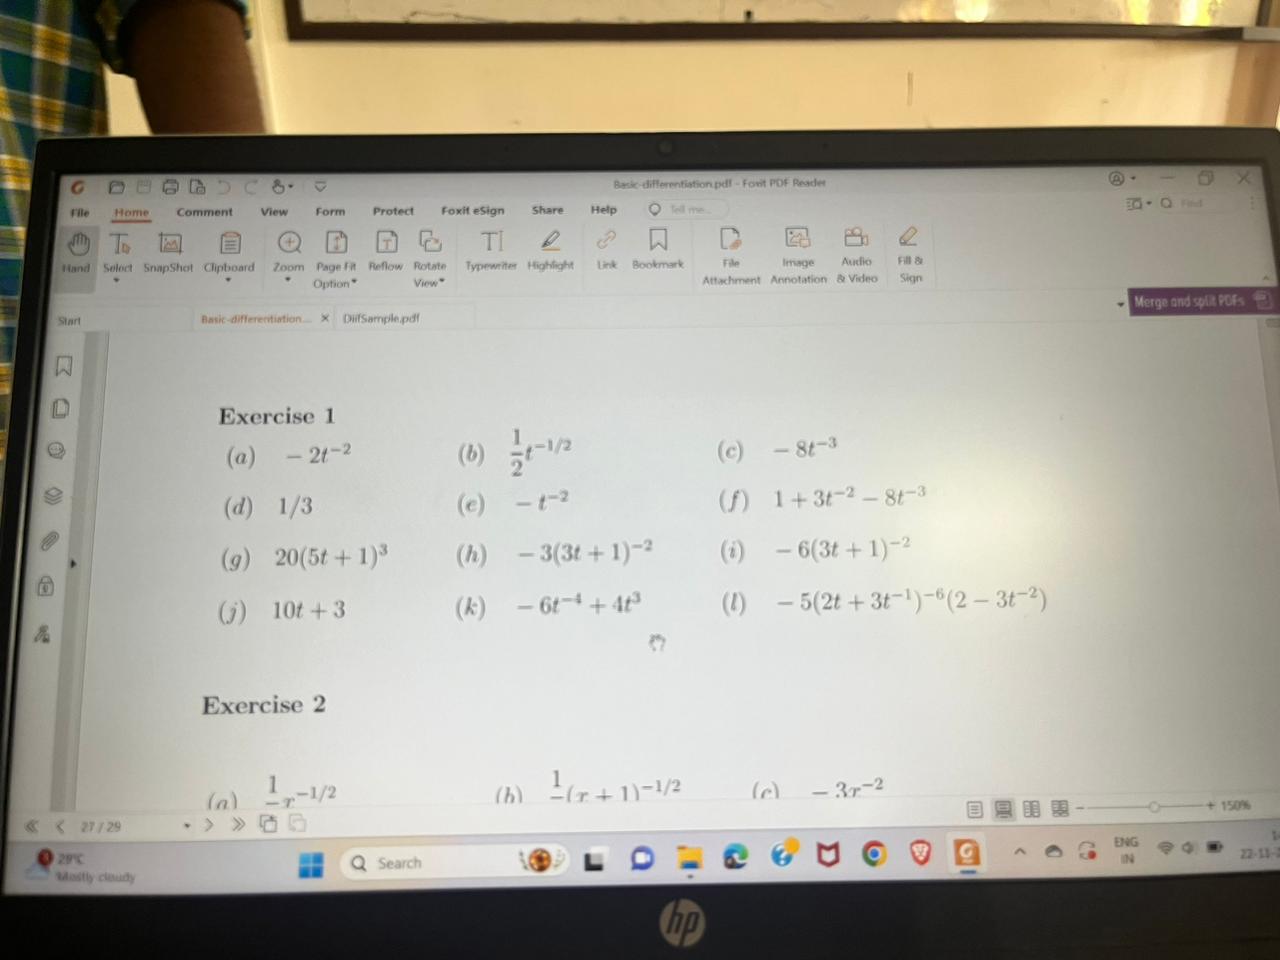 Basic-differentiation.pdf - Foxit PDF Reader
File Home Comment View Form Protect Foxit eSign Share Help Tell me... Find
Hand Select SnapShot Clipboard Zoom Page Fit Option Reflow Rotate View Typewriter Highlight Link Bookmark File Attachment Image Annotation Audio & Video Fill & Sign
Merge and split PDFs
Start Basic-differentiation... × DiifSample.pdf
Exercise 1
(a) − 2t⁻² (b) 1/2 t^{−1/2} (c) − 8t⁻³
(d) 1/3 (e) − t⁻² (f) 1 + 3t⁻² − 8t⁻³
(g) 20(5t + 1)³ (h) − 3(3t + 1)⁻² (i) − 6(3t + 1)⁻²
(j) 10t + 3 (k) − 6t⁻⁴ + 4t³ (l) − 5(2t + 3t⁻¹)⁻⁶(2 − 3t⁻²)
Exercise 2
(a) 1 x^{−1/2} (b) 1 (x + 1)^{−1/2} (c) − 3x⁻²
27 / 29 150%
29°C
Mostly cloudy
Search
ENG
IN
22-11-
hp